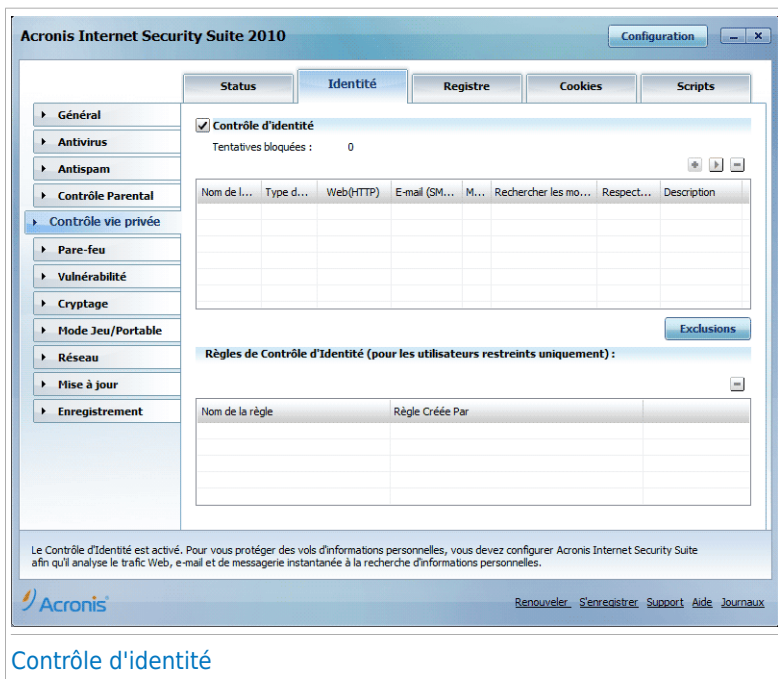 Acronis Internet Security Suite 2010
Configuration
Status Identité Registre Cookies Scripts
Général
Antivirus
Antispam
Contrôle Parental
Contrôle vie privée
Pare-feu
Vulnérabilité
Cryptage
Mode Jeu/Portable
Réseau
Mise à jour
Enregistrement
Contrôle d'identité
Tentatives bloquées : 0
Nom de l... Type d... Web(HTTP) E-mail (SM... M... Rechercher les mo... Respect... Description
Exclusions
Règles de Contrôle d'Identité (pour les utilisateurs restreints uniquement) :
Nom de la règle Règle Créée Par
Le Contrôle d'Identité est activé. Pour vous protéger des vols d'informations personnelles, vous devez configurer Acronis Internet Security Suite
afin qu'il analyse le trafic Web, e-mail et de messagerie instantanée à la recherche d'informations personnelles.
Acronis
Renouveler S'enregistrer Support Aide Journaux
Contrôle d'identité